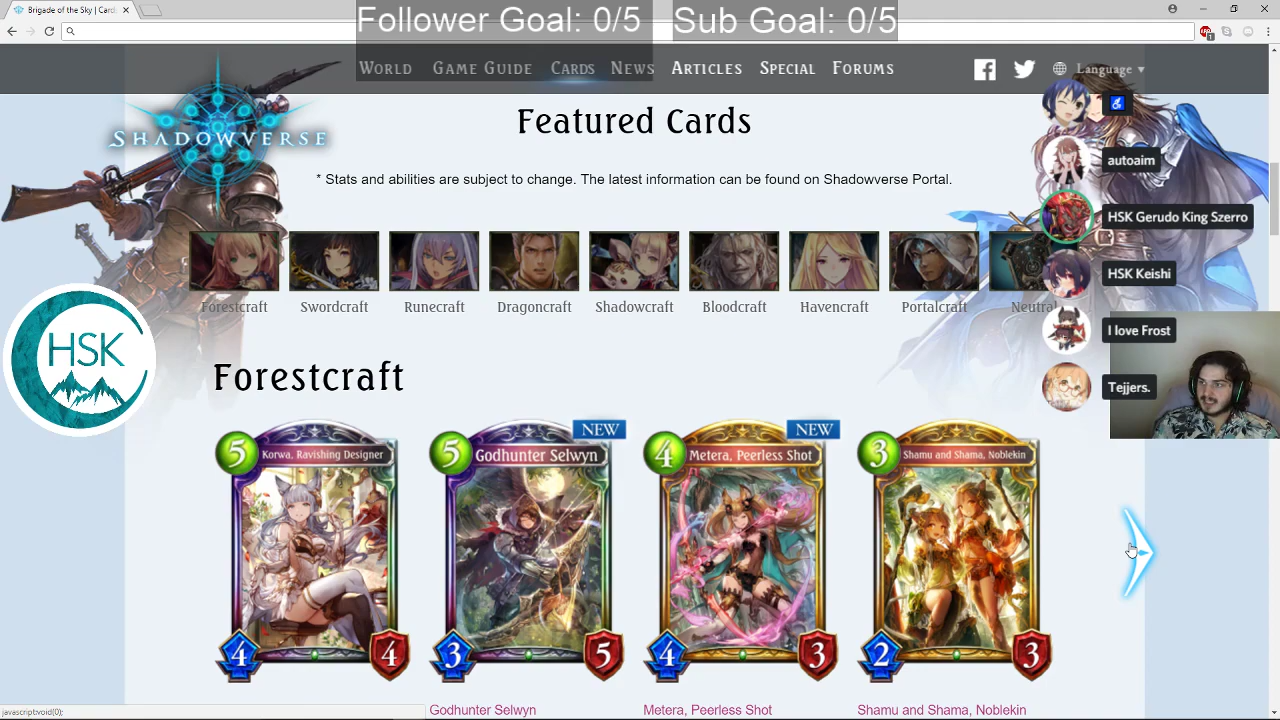 Brigade of the Sky | Card:
Follower Goal: 0/5
Sub Goal: 0/5
World
Game Guide
Cards
News
Articles
Special
Forums
Language
Shadowverse
Featured Cards
* Stats and abilities are subject to change. The latest information can be found on Shadowverse Portal.
autoaim
HSK Gerudo King Szerro
HSK Keishi
I love Frost
Tejjers.
Forestcraft
Swordcraft
Runecraft
Dragoncraft
Shadowcraft
Bloodcraft
Havencraft
Portalcraft
Neutral
HSK
Forestcraft
5
Korwa, Ravishing Designer
4
4
NEW
5
Godhunter Selwyn
3
5
NEW
4
Metera, Peerless Shot
4
3
3
Shamu and Shama, Noblekin
2
3
Godhunter Selwyn
Metera, Peerless Shot
Shamu and Shama, Noblekin
javascript:void(0);